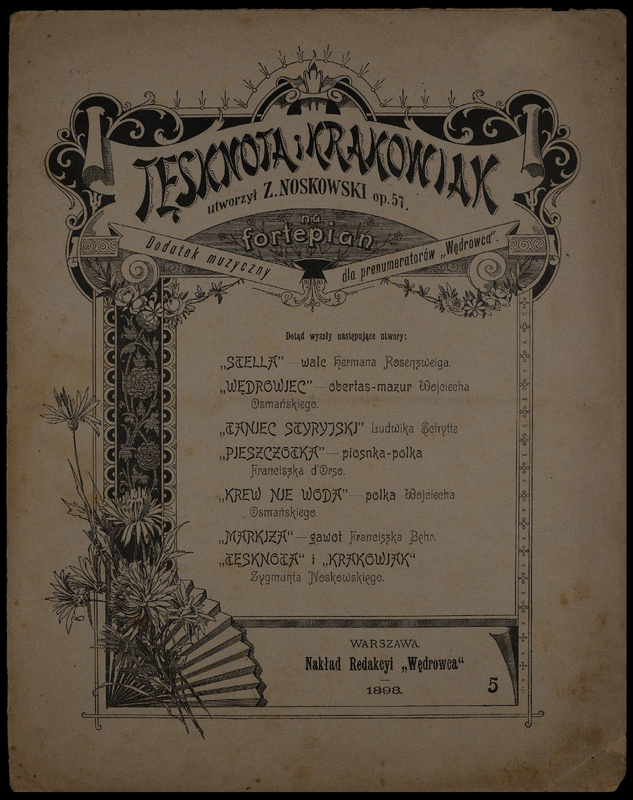 TĘSKNOTA i KRAKOWIAK
utworzył Z. NOSKOWSKI op. 57.
na
fortepian
Dodatek muzyczny dla prenumeratorów „Wędrowca“.
Dotąd wyszły następujące utwory:
„STELLA“ — walc Hermana Rosenzweiga.
„WĘDROWIEC“ — obertas-mazur Wojciecha
Osmańskiego.
„TANIEC STYRYJSKI“ Ludwika Schytte
„PIESZCZOTKA“ — piosnka-polka
Franciszka d'Orso.
„KREW NIE WODA“ — polka Wojciecha
Osmańskiego.
„MARKIZA“ — gawot Franciszka Behr.
„TĘSKNOTA“ i „KRAKOWIAK“
Zygmunta Noskowskiego.
WARSZAWA.
Nakład Redakcyi „Wędrowca“
1898.
5